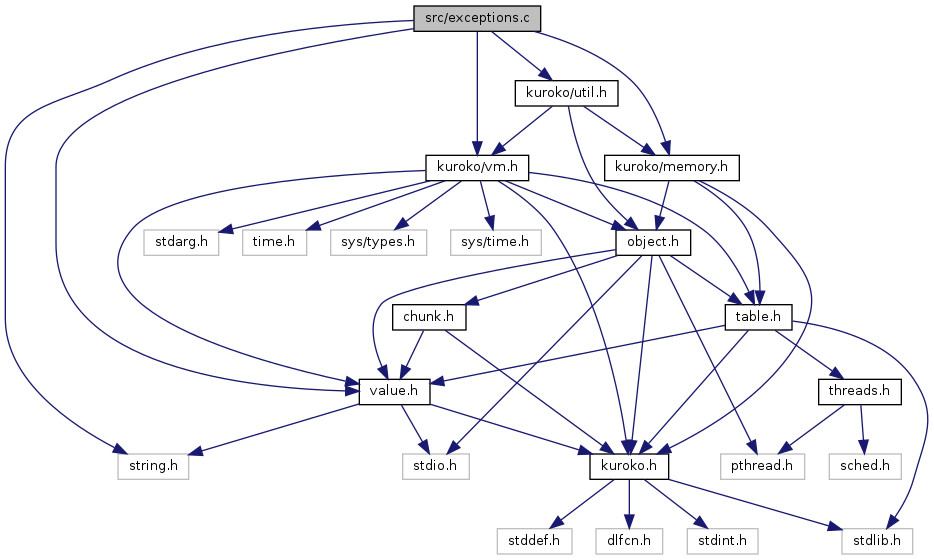 src/exceptions.c
kuroko/util.h
kuroko/vm.h
kuroko/memory.h
stdarg.h
time.h
sys/types.h
sys/time.h
object.h
chunk.h
table.h
value.h
threads.h
string.h
stdio.h
kuroko.h
pthread.h
sched.h
stddef.h
dlfcn.h
stdint.h
stdlib.h